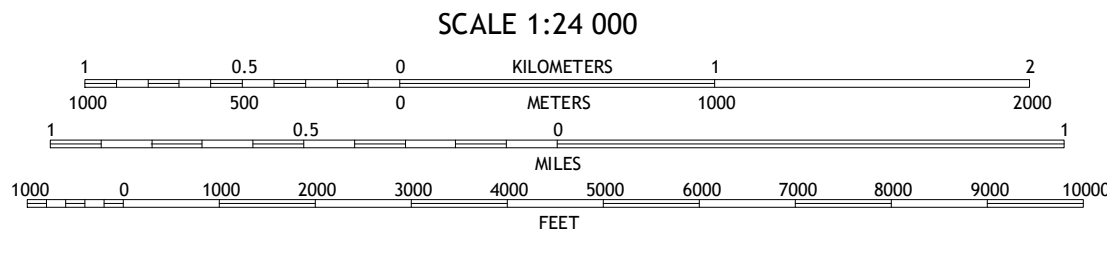 SCALE 1:24 000
1 0.5 0 KILOMETERS 1 2
1000 500 0 METERS 1000 2000
1 0.5 0 1
MILES
1000 0 1000 2000 3000 4000 5000 6000 7000 8000 9000 10000
FEET